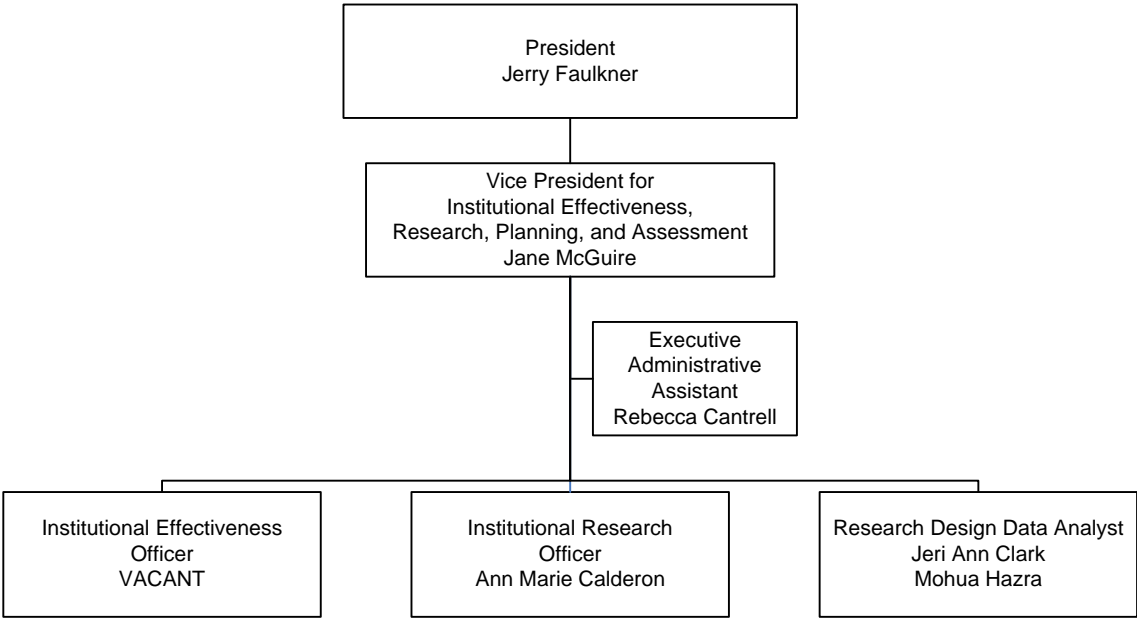 President
Jerry Faulkner
Vice President for
Institutional Effectiveness,
Research, Planning, and Assessment
Jane McGuire
Executive
Administrative
Assistant
Rebecca Cantrell
Institutional Effectiveness
Officer
VACANT
Institutional Research
Officer
Ann Marie Calderon
Research Design Data Analyst
Jeri Ann Clark
Mohua Hazra